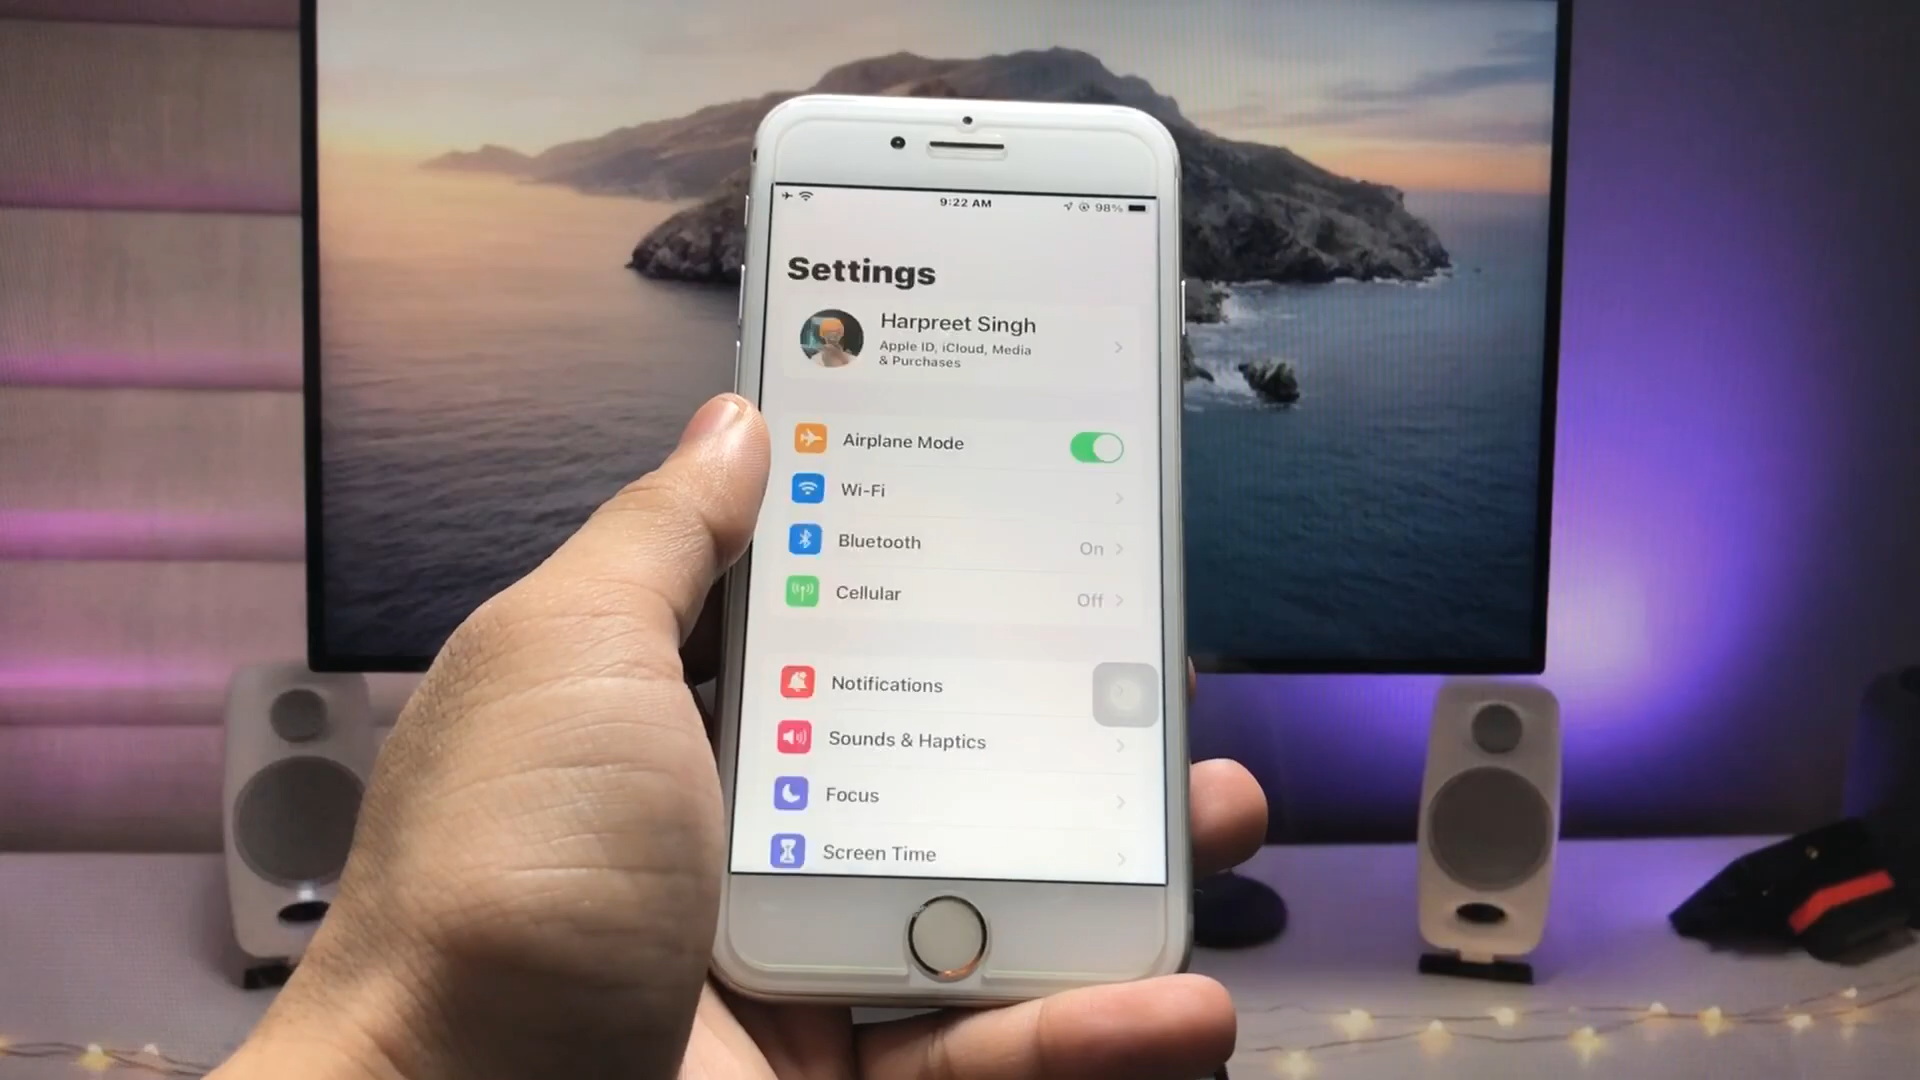 9:22 AM
98%
Settings
Harpreet Singh
Apple ID, iCloud, Media
& Purchases
Airplane Mode
Wi-Fi
Bluetooth On
Cellular Off
Notifications
Sounds & Haptics
Focus
Screen Time